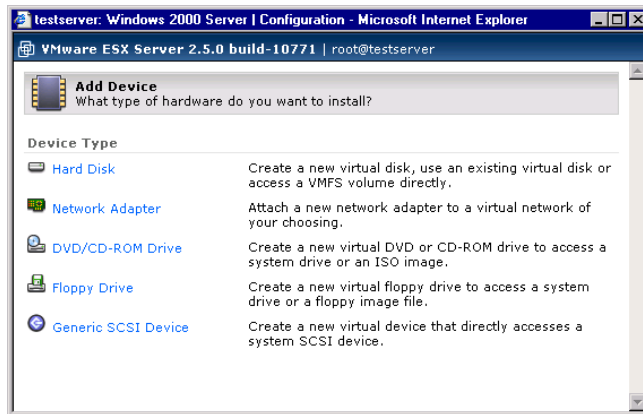 testserver: Windows 2000 Server | Configuration - Microsoft Internet Explorer
VMware ESX Server 2.5.0 build-10771 | root@testserver
Add Device
What type of hardware do you want to install?
Device Type
Hard Disk
Create a new virtual disk, use an existing virtual disk or
access a VMFS volume directly.
Network Adapter
Attach a new network adapter to a virtual network of
your choosing.
DVD/CD-ROM Drive
Create a new virtual DVD or CD-ROM drive to access a
system drive or an ISO image.
Floppy Drive
Create a new virtual floppy drive to access a system
drive or a floppy image file.
Generic SCSI Device
Create a new virtual device that directly accesses a
system SCSI device.